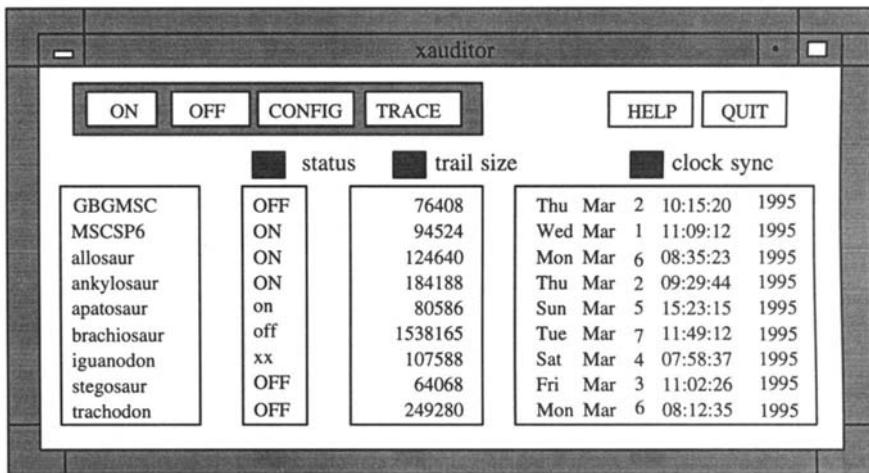 xauditor
ON OFF CONFIG TRACE HELP QUIT
status trail size clock sync
GBGMSC OFF 76408 Thu Mar 2 10:15:20 1995
MSCSP6 ON 94524 Wed Mar 1 11:09:12 1995
allosaur ON 124640 Mon Mar 6 08:35:23 1995
ankylosaur ON 184188 Thu Mar 2 09:29:44 1995
apatosaur on 80586 Sun Mar 5 15:23:15 1995
brachiosaur off 1538165 Tue Mar 7 11:49:12 1995
iguanodon xx 107588 Sat Mar 4 07:58:37 1995
stegosaur OFF 64068 Fri Mar 3 11:02:26 1995
trachodon OFF 249280 Mon Mar 6 08:12:35 1995